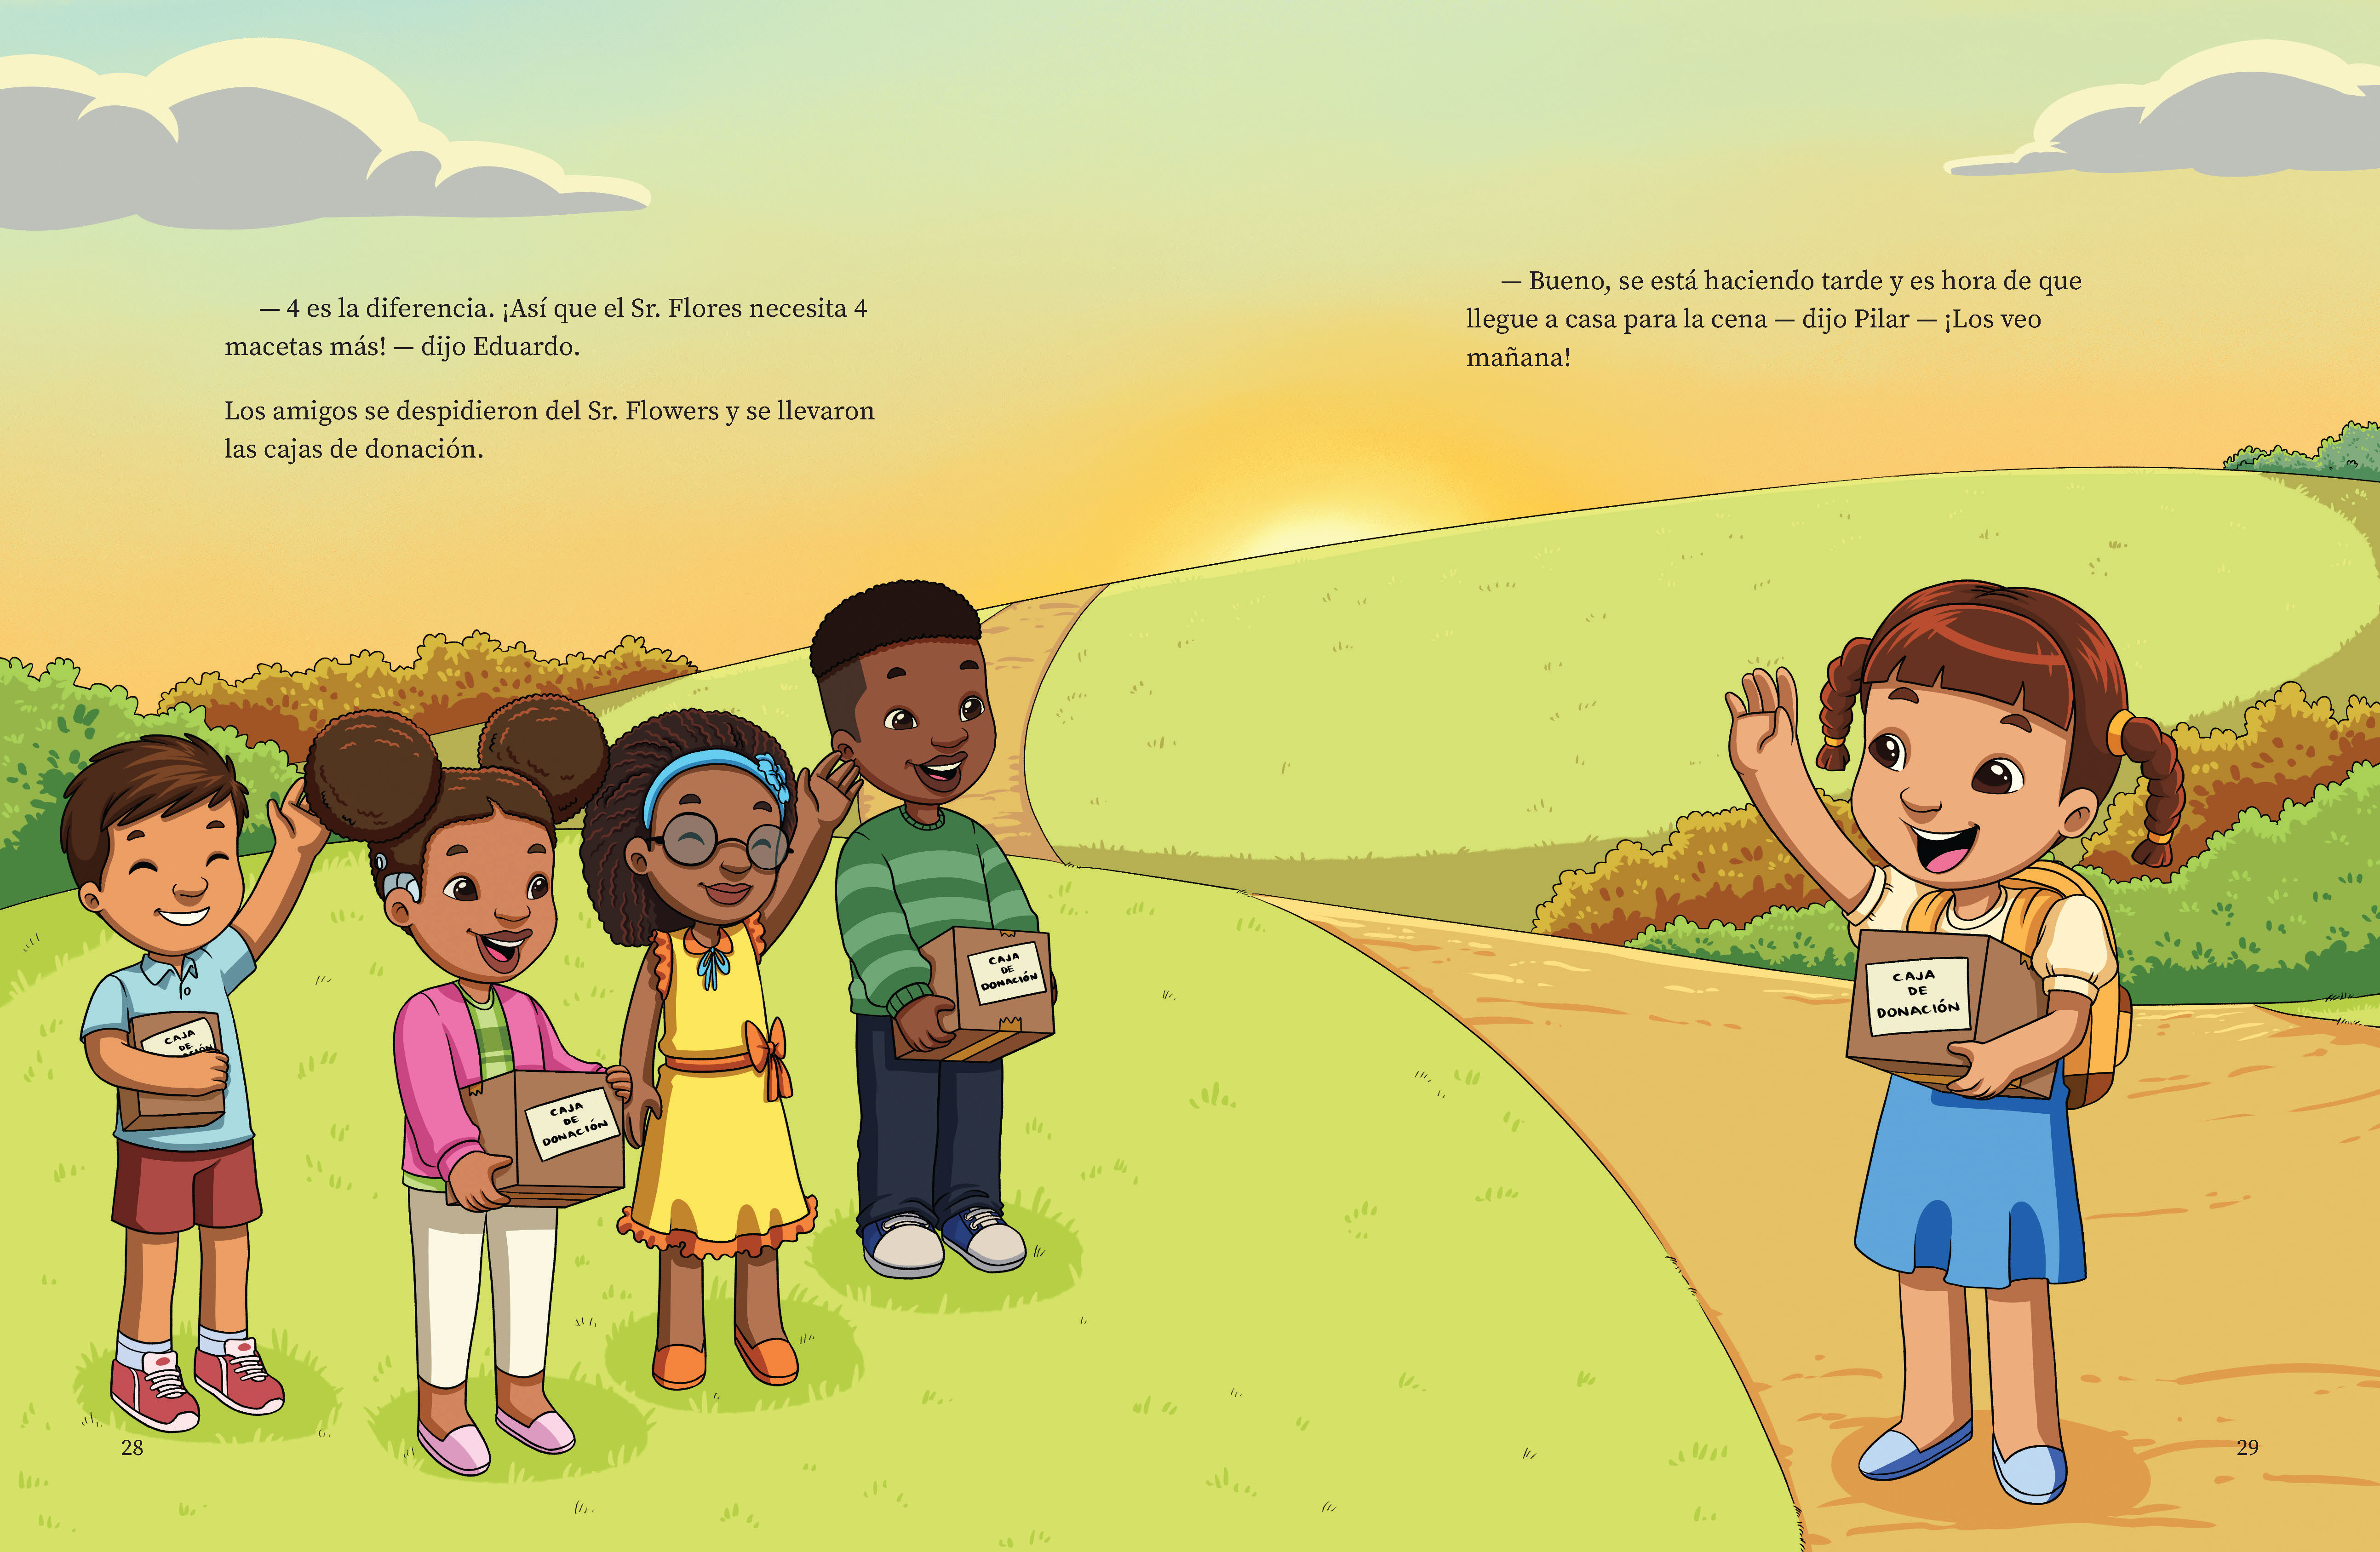 — 4 es la diferencia. ¡Así que el Sr. Flores necesita 4
macetas más! — dijo Eduardo.
Los amigos se despidieron del Sr. Flowers y se llevaron
las cajas de donación.
— Bueno, se está haciendo tarde y es hora de que
llegue a casa para la cena — dijo Pilar — ¡Los veo
mañana!
CAJA
DE
CAJA
DE
DONACIÓN
CAJA
DE
DONACIÓN
CAJA
DE
DONACIÓN
28
29